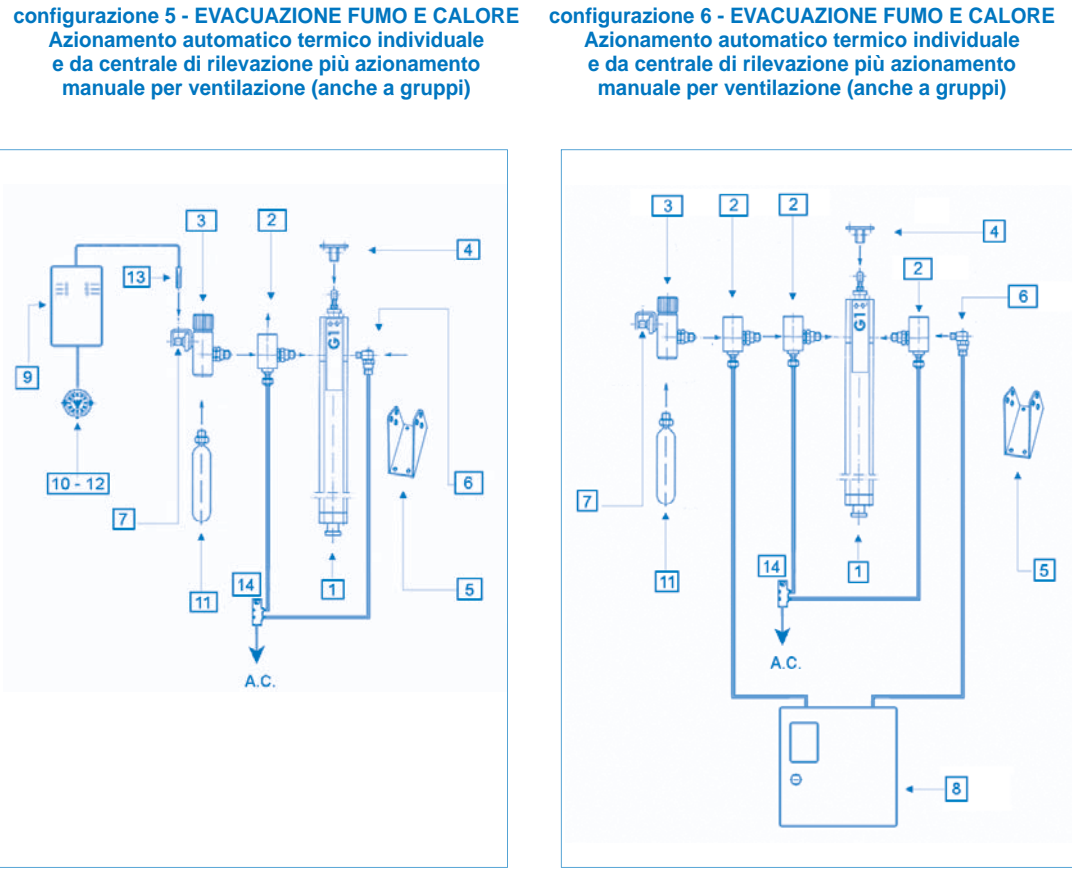 configurazione 5 - EVACUAZIONE FUMO E CALORE
Azionamento automatico termico individuale
e da centrale di rilevazione più azionamento
manuale per ventilazione (anche a gruppi)
3
2
4
13
G1
6
9
10 - 12
7
11
14
1
5
A.C.
configurazione 6 - EVACUAZIONE FUMO E CALORE
Azionamento automatico termico individuale
e da centrale di rilevazione più azionamento
manuale per ventilazione (anche a gruppi)
3
2
2
4
2
6
G1
7
11
14
1
5
A.C.
8